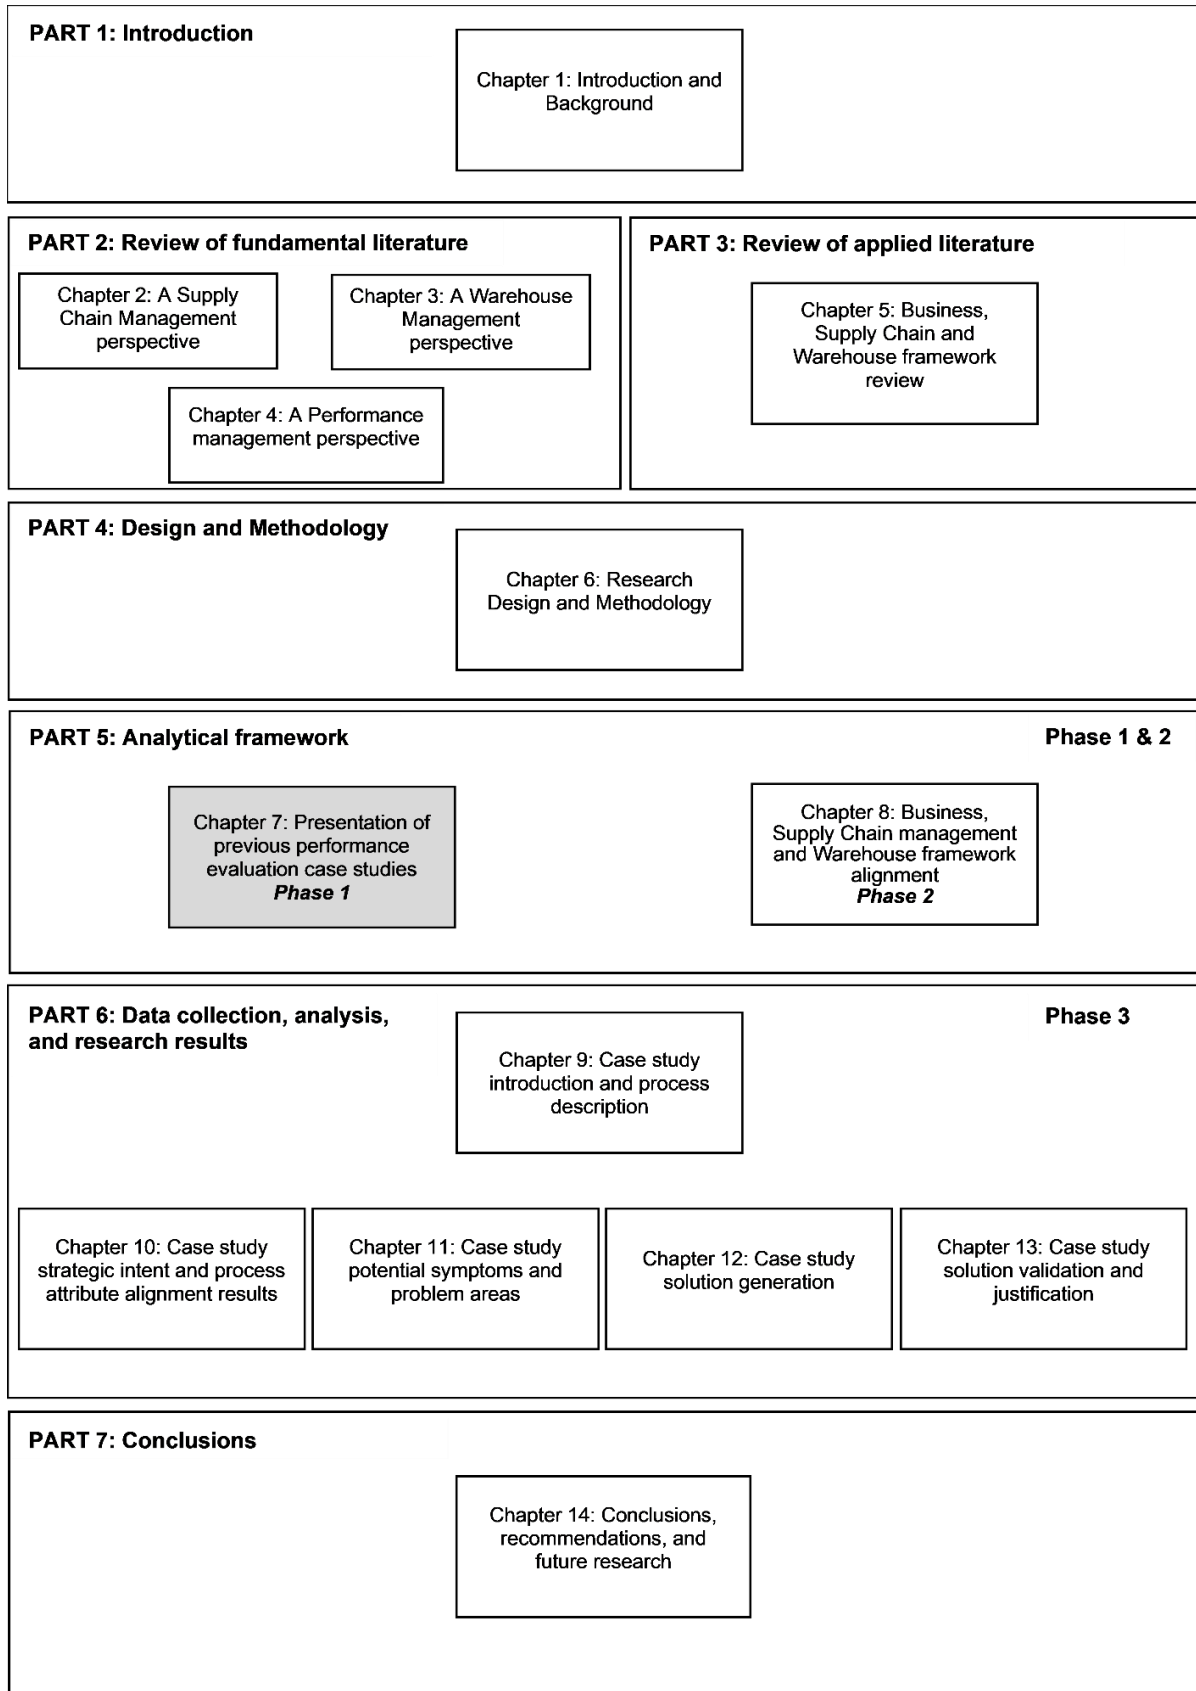 PART 1: Introduction
Chapter 1: Introduction and
Background
PART 2: Review of fundamental literature
Chapter 2: A Supply
Chain Management
perspective
Chapter 3: A Warehouse
Management
perspective
Chapter 4: A Performance
management perspective
PART 3: Review of applied literature
Chapter 5: Business,
Supply Chain and
Warehouse framework
review
PART 4: Design and Methodology
Chapter 6: Research
Design and Methodology
PART 5: Analytical framework
Phase 1 & 2
Chapter 7: Presentation of
previous performance
evaluation case studies
Phase 1
Chapter 8: Business,
Supply Chain management
and Warehouse framework
alignment
Phase 2
PART 6: Data collection, analysis,
and research results
Phase 3
Chapter 9: Case study
introduction and process
description
Chapter 10: Case study
strategic intent and process
attribute alignment results
Chapter 11: Case study
potential symptoms and
problem areas
Chapter 12: Case study
solution generation
Chapter 13: Case study
solution validation and
justification
PART 7: Conclusions
Chapter 14: Conclusions,
recommendations, and
future research